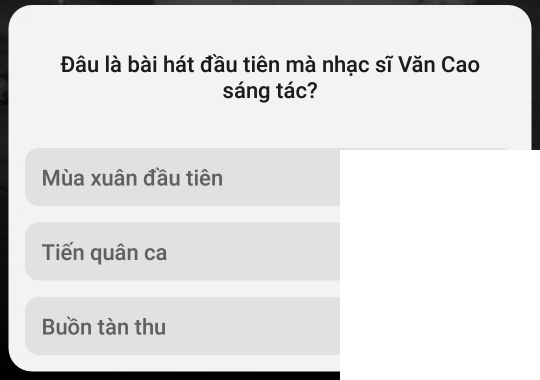 Đâu là bài hát đầu tiên mà nhạc sĩ Văn Cao
sáng tác?
Mùa xuân đầu tiên
Tiến quân ca
Buồn tàn thu